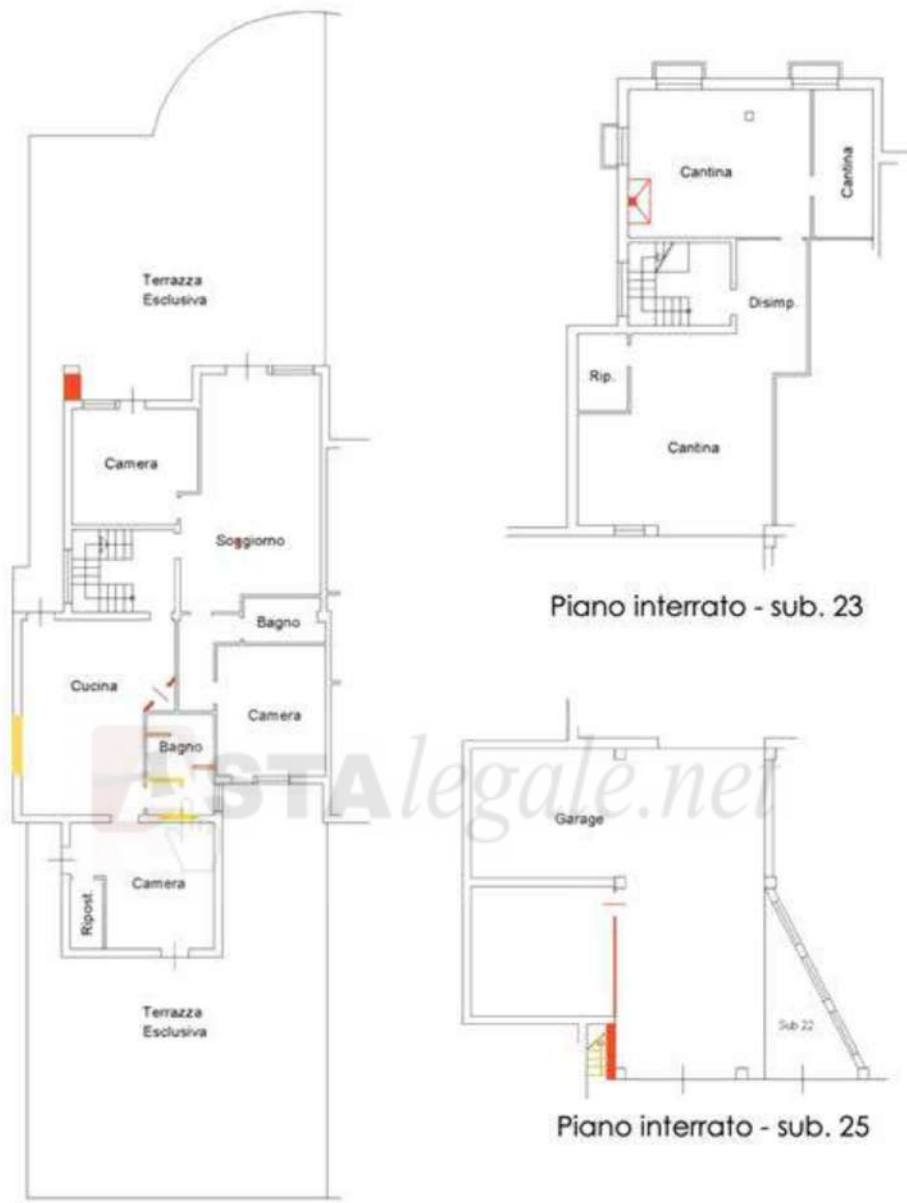 Terrazza
Esclusiva
Camera
Soggiorno
Bagno
Cucina
Camera
Bagno
Camera
Ripost.
Terrazza
Esclusiva
Cantina
Cantina
Disimp.
Rip.
Cantina
Piano interrato - sub. 23
ASTAlegale.net
Garage
Sub 22
Piano interrato - sub. 25